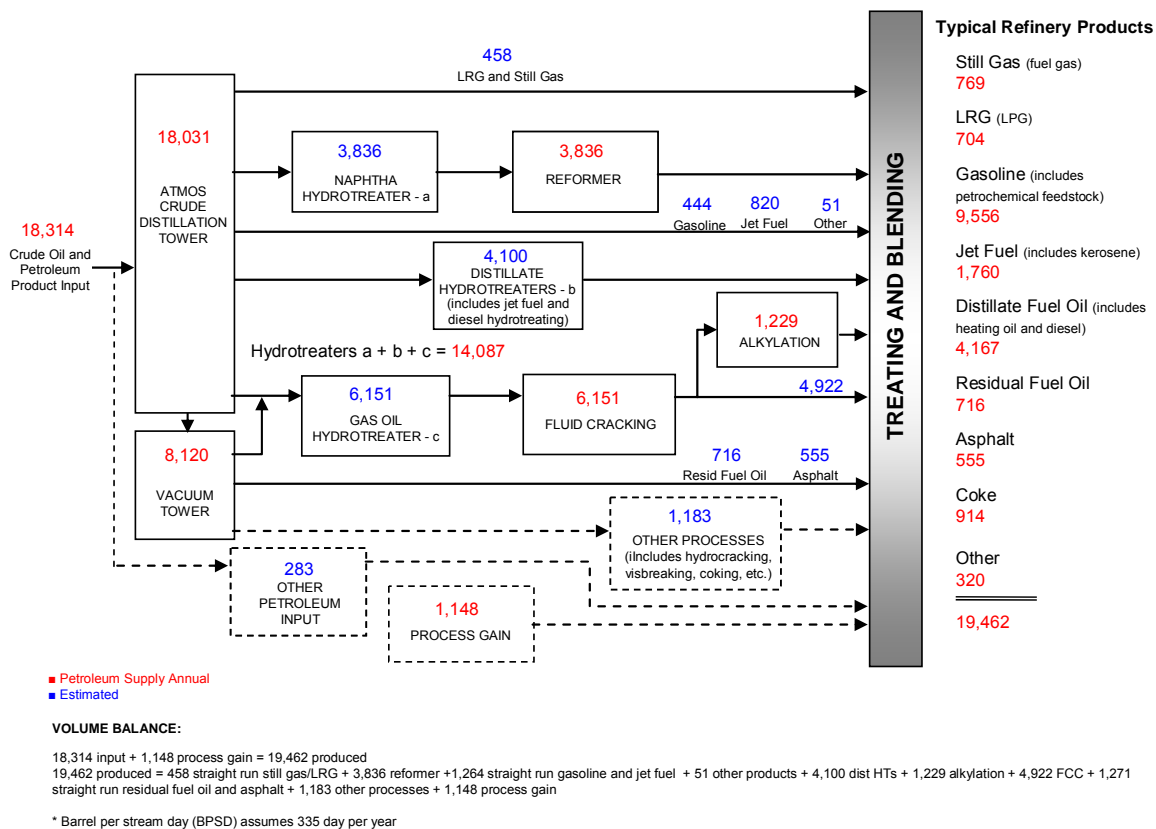 458
LRG and Still Gas
18,031
ATMOS
CRUDE
DISTILLATION
TOWER
3,836
NAPHTHA
HYDROTREATER - a
3,836
REFORMER
18,314
Crude Oil and
Petroleum
Product Input
444
Gasoline
820
Jet Fuel
51
Other
4,100
DISTILLATE
HYDROTREATERS - b
(includes jet fuel and
diesel hydrotreating)
1,229
ALKYLATION
Hydrotreaters a + b + c = 14,087
6,151
GAS OIL
HYDROTREATER - c
6,151
FLUID CRACKING
4,922
8,120
VACUUM
TOWER
716
Resid Fuel Oil
555
Asphalt
1,183
OTHER PROCESSES
(iIncludes hydrocracking,
visbreaking, coking, etc.)
283
OTHER
PETROLEUM
INPUT
1,148
PROCESS GAIN
TREATING AND BLENDING
Typical Refinery Products
Still Gas (fuel gas)
769
LRG (LPG)
704
Gasoline (includes
petrochemical feedstock)
9,556
Jet Fuel (includes kerosene)
1,760
Distillate Fuel Oil (includes
heating oil and diesel)
4,167
Residual Fuel Oil
716
Asphalt
555
Coke
914
Other
320
19,462
■ Petroleum Supply Annual
■ Estimated
VOLUME BALANCE:
18,314 input + 1,148 process gain = 19,462 produced
19,462 produced = 458 straight run still gas/LRG + 3,836 reformer +1,264 straight run gasoline and jet fuel + 51 other products + 4,100 dist HTs + 1,229 alkylation + 4,922 FCC + 1,271
straight run residual fuel oil and asphalt + 1,183 other processes + 1,148 process gain
* Barrel per stream day (BPSD) assumes 335 day per year